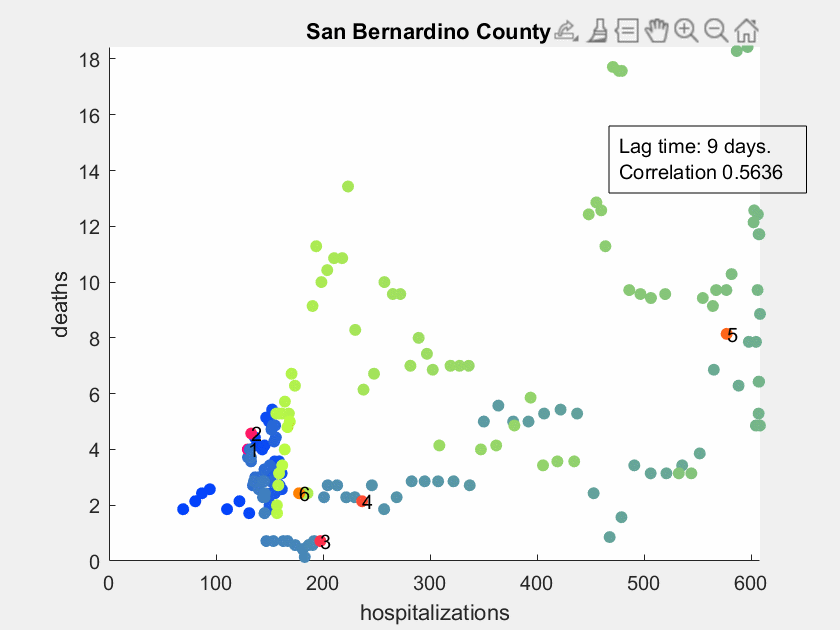 San Bernardino County
Lag time: 9 days.
Correlation 0.5636
deaths
18
16
14
12
10
8
6
4
2
0
5
2
1
6
4
3
0 100 200 300 400 500 600
hospitalizations